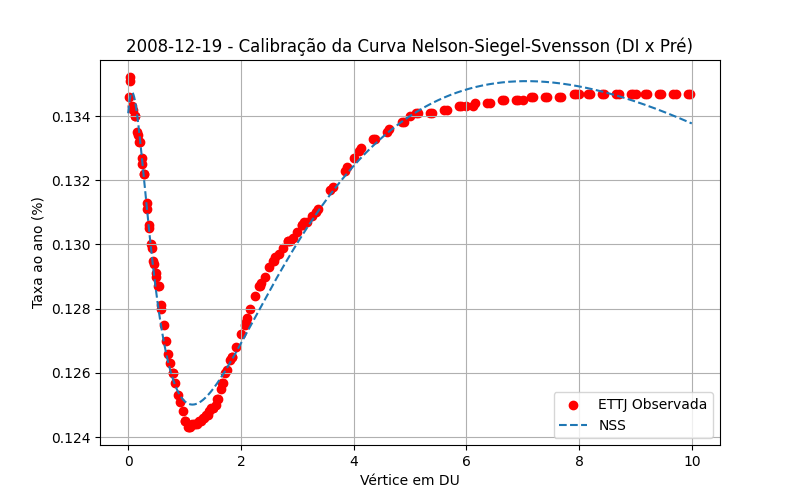 2008-12-19 - Calibração da Curva Nelson-Siegel-Svensson (DI x Pré)
Taxa ao ano (%)
0.134
0.132
0.130
0.128
0.126
0.124
0 2 4 6 8 10
Vértice em DU
ETTJ Observada
NSS